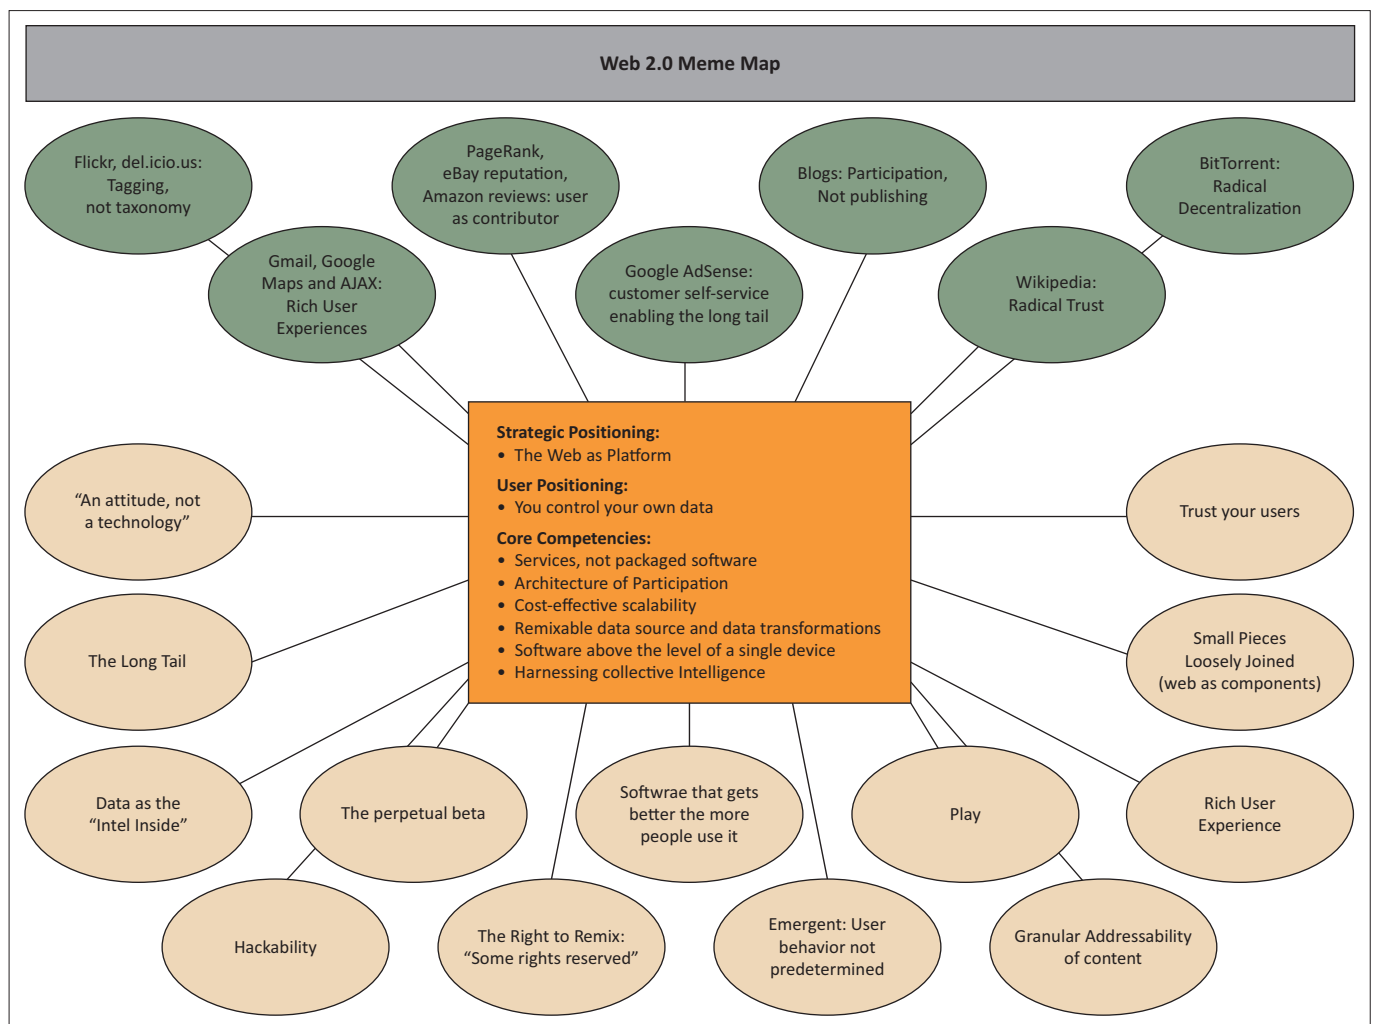 Web 2.0 Meme Map
Flickr, del.icio.us:
Tagging,
not taxonomy
PageRank,
eBay reputation,
Amazon reviews: user
as contributor
Blogs: Participation,
Not publishing
BitTorrent:
Radical
Decentralization
Gmail, Google
Maps and AJAX:
Rich User
Experiences
Google AdSense:
customer self-service
enabling the long tail
Wikipedia:
Radical Trust
Strategic Positioning:
• The Web as Platform
User Positioning:
• You control your own data
Core Competencies:
• Services, not packaged software
• Architecture of Participation
• Cost-effective scalability
• Remixable data source and data transformations
• Software above the level of a single device
• Harnessing collective Intelligence
“An attitude, not
a technology”
Trust your users
The Long Tail
Small Pieces
Loosely Joined
(web as components)
Data as the
“Intel Inside”
The perpetual beta
Softwrae that gets
better the more
people use it
Play
Rich User
Experience
Hackability
The Right to Remix:
“Some rights reserved”
Emergent: User
behavior not
predetermined
Granular Addressability
of content